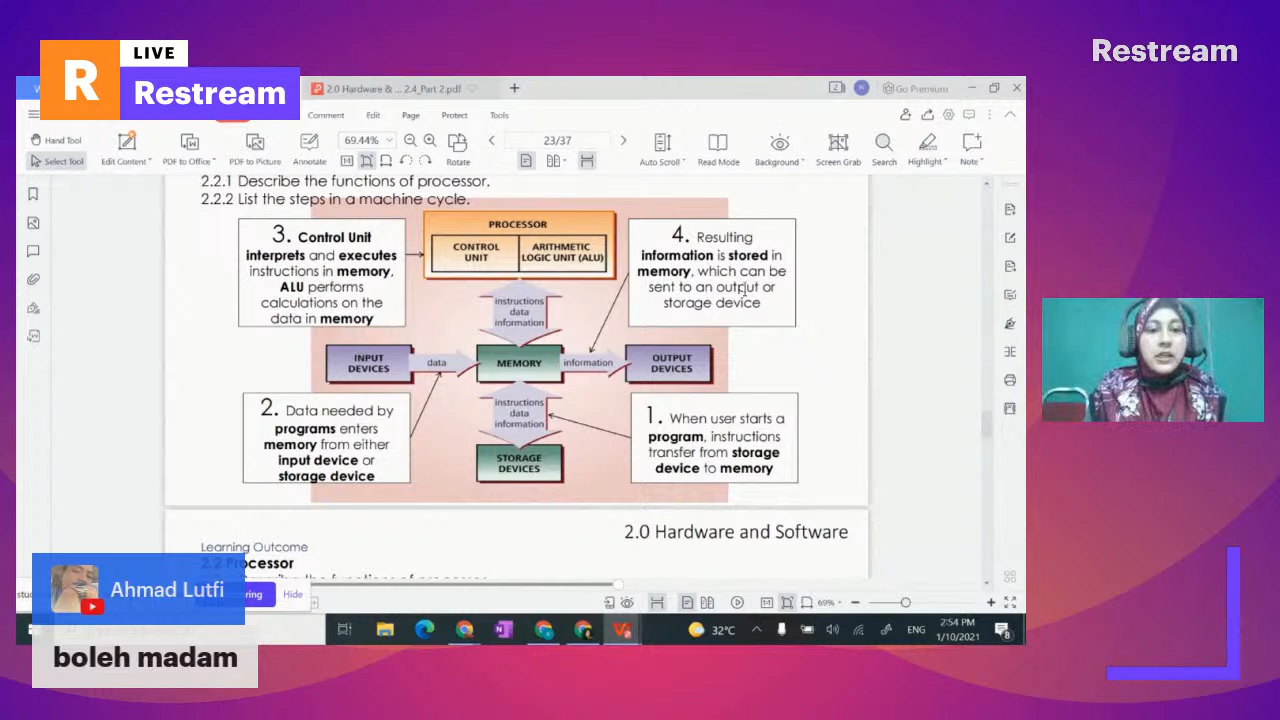 LIVE
R
Restream
Restream
2.0 Hardware & ... 2.4_Part 2.pdf
Go Premium
Comment Edit Page Protect Tools
Hand Tool
Select Tool
Edit Content
PDF to Office
PDF to Picture
Annotate
69.44%
Rotate
23/37
Auto Scroll
Read Mode
Background
Screen Grab
Search
Highlight
Note
2.2.1 Describe the functions of processor.
2.2.2 List the steps in a machine cycle.
3. Control Unit
interprets and executes
instructions in memory,
ALU performs
calculations on the
data in memory
PROCESSOR
CONTROL
UNIT
ARITHMETIC
LOGIC UNIT (ALU)
4. Resulting
information is stored in
memory, which can be
sent to an output or
storage device
instructions
data
information
INPUT
DEVICES
data
MEMORY
information
OUTPUT
DEVICES
2. Data needed by
programs enters
memory from either
input device or
storage device
instructions
data
information
STORAGE
DEVICES
1. When user starts a
program, instructions
transfer from storage
device to memory
2.0 Hardware and Software
Learning Outcome
2.2 Processor
Hide
69%
Ahmad Lutfi
boleh madam
32°C
ENG
2:54 PM
1/10/2021
8